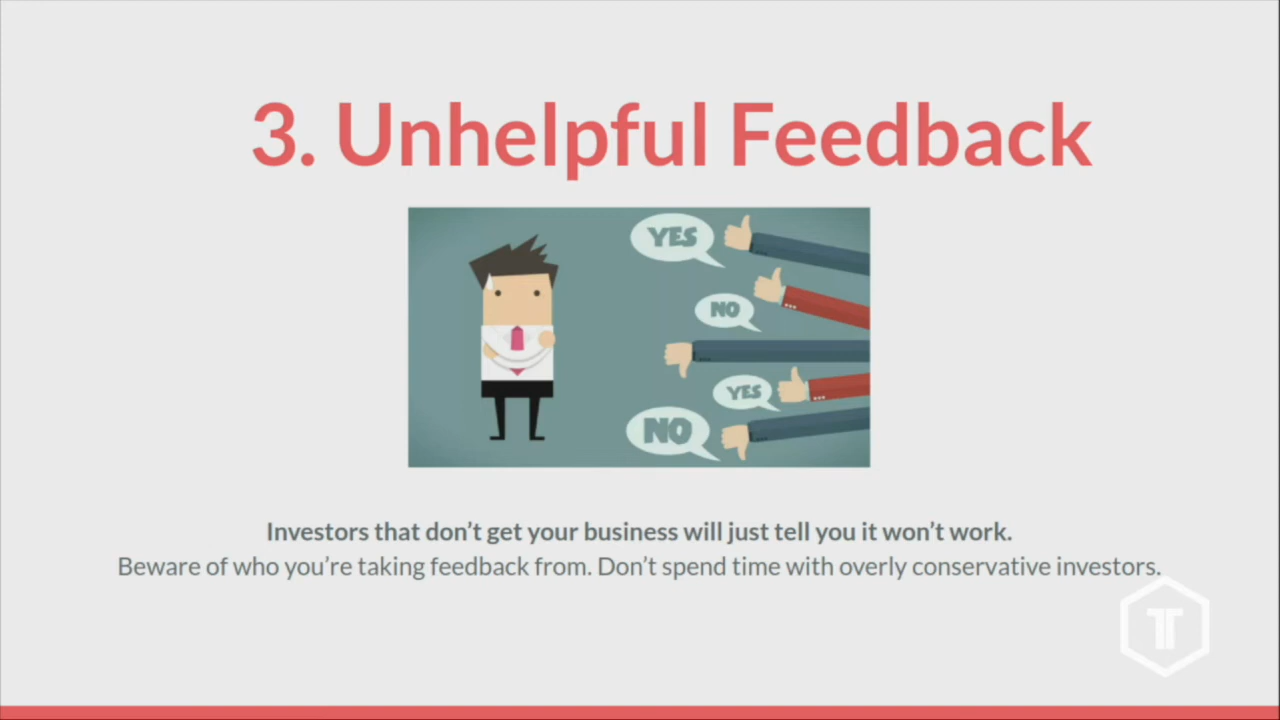 3. Unhelpful Feedback
YES
NO
YES
NO
Investors that don't get your business will just tell you it won't work.
Beware of who you're taking feedback from. Don't spend time with overly conservative investors.